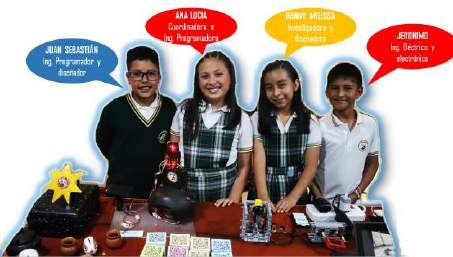 JUAN SEBASTIÁN
Ing. Programador y
diseñador
ANA LUCIA
Coordinadora e
Ing. Programadora
HANNY MELISSA
Investigadora y
diseñadora
JERONIMO
Ing. Eléctrico y
electrónico